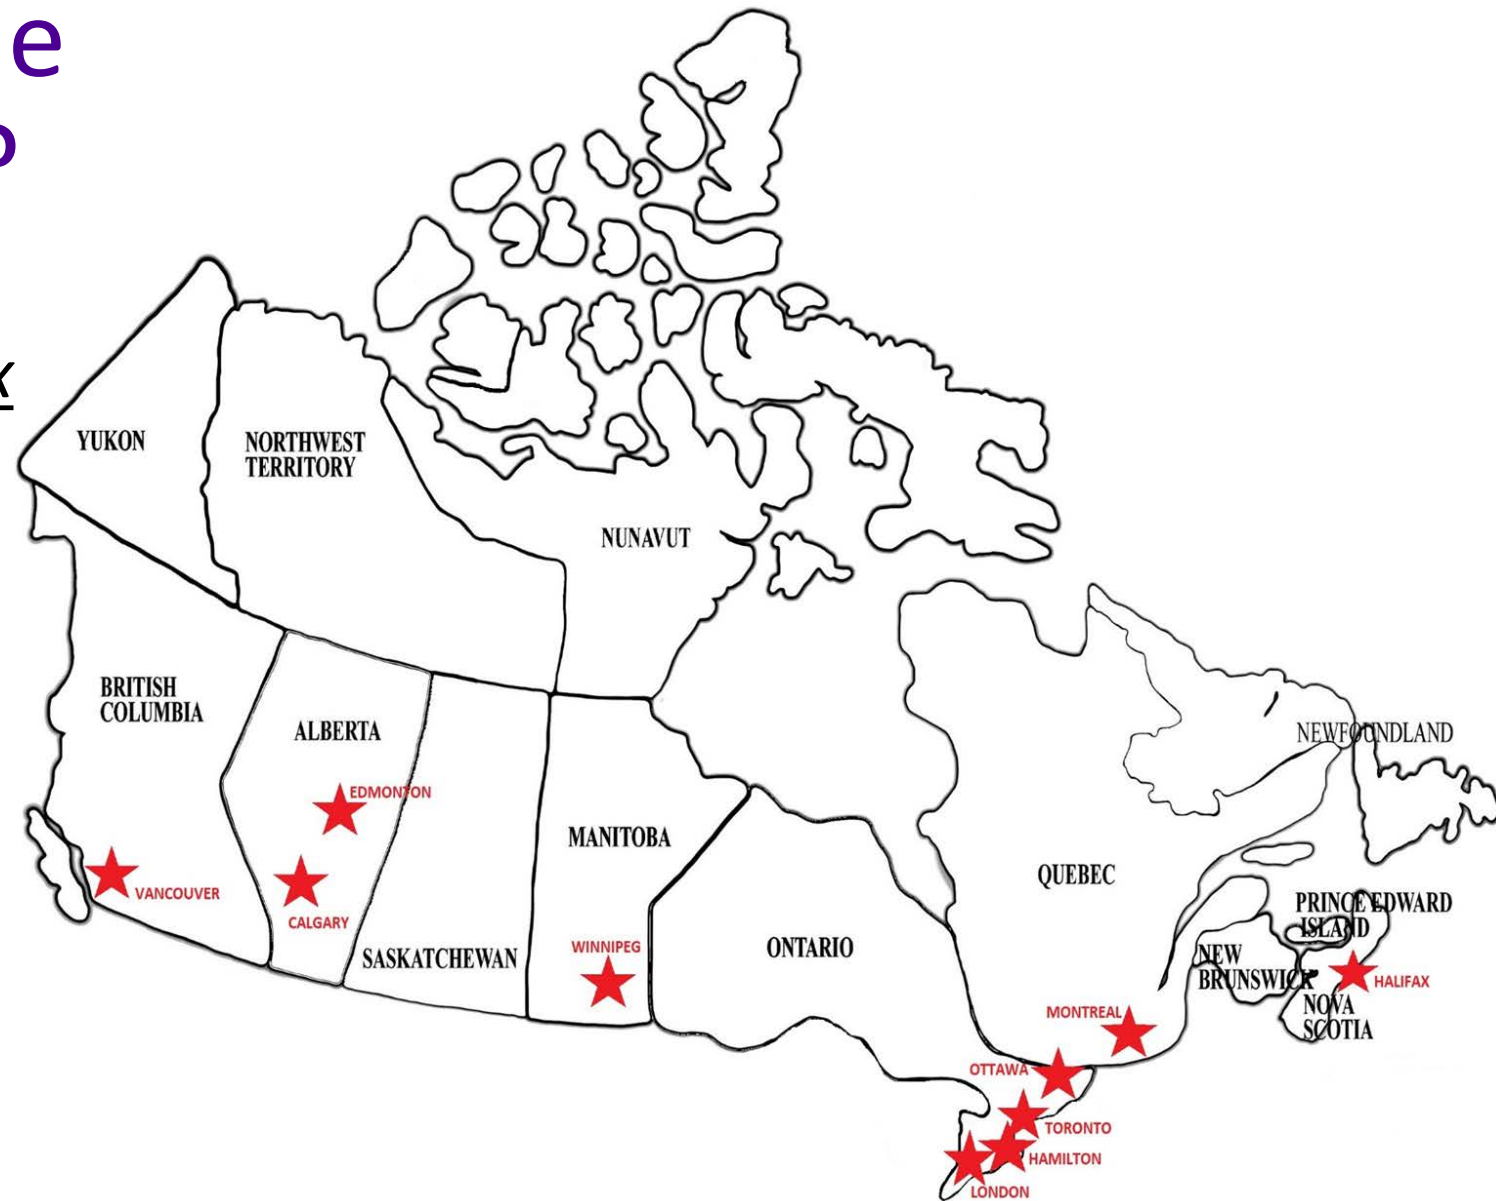 e
YUKON
NORTHWEST
TERRITORY
NUNAVUT
BRITISH
COLUMBIA
ALBERTA
NEWFOUNDLAND
EDMONTON
MANITOBA
QUEBEC
VANCOUVER
CALGARY
PRINCE EDWARD
ISLAND
SASKATCHEWAN
WINNIPEG
ONTARIO
NEW
BRUNSWICK
HALIFAX
NOVA
SCOTIA
MONTREAL
OTTAWA
TORONTO
HAMILTON
LONDON